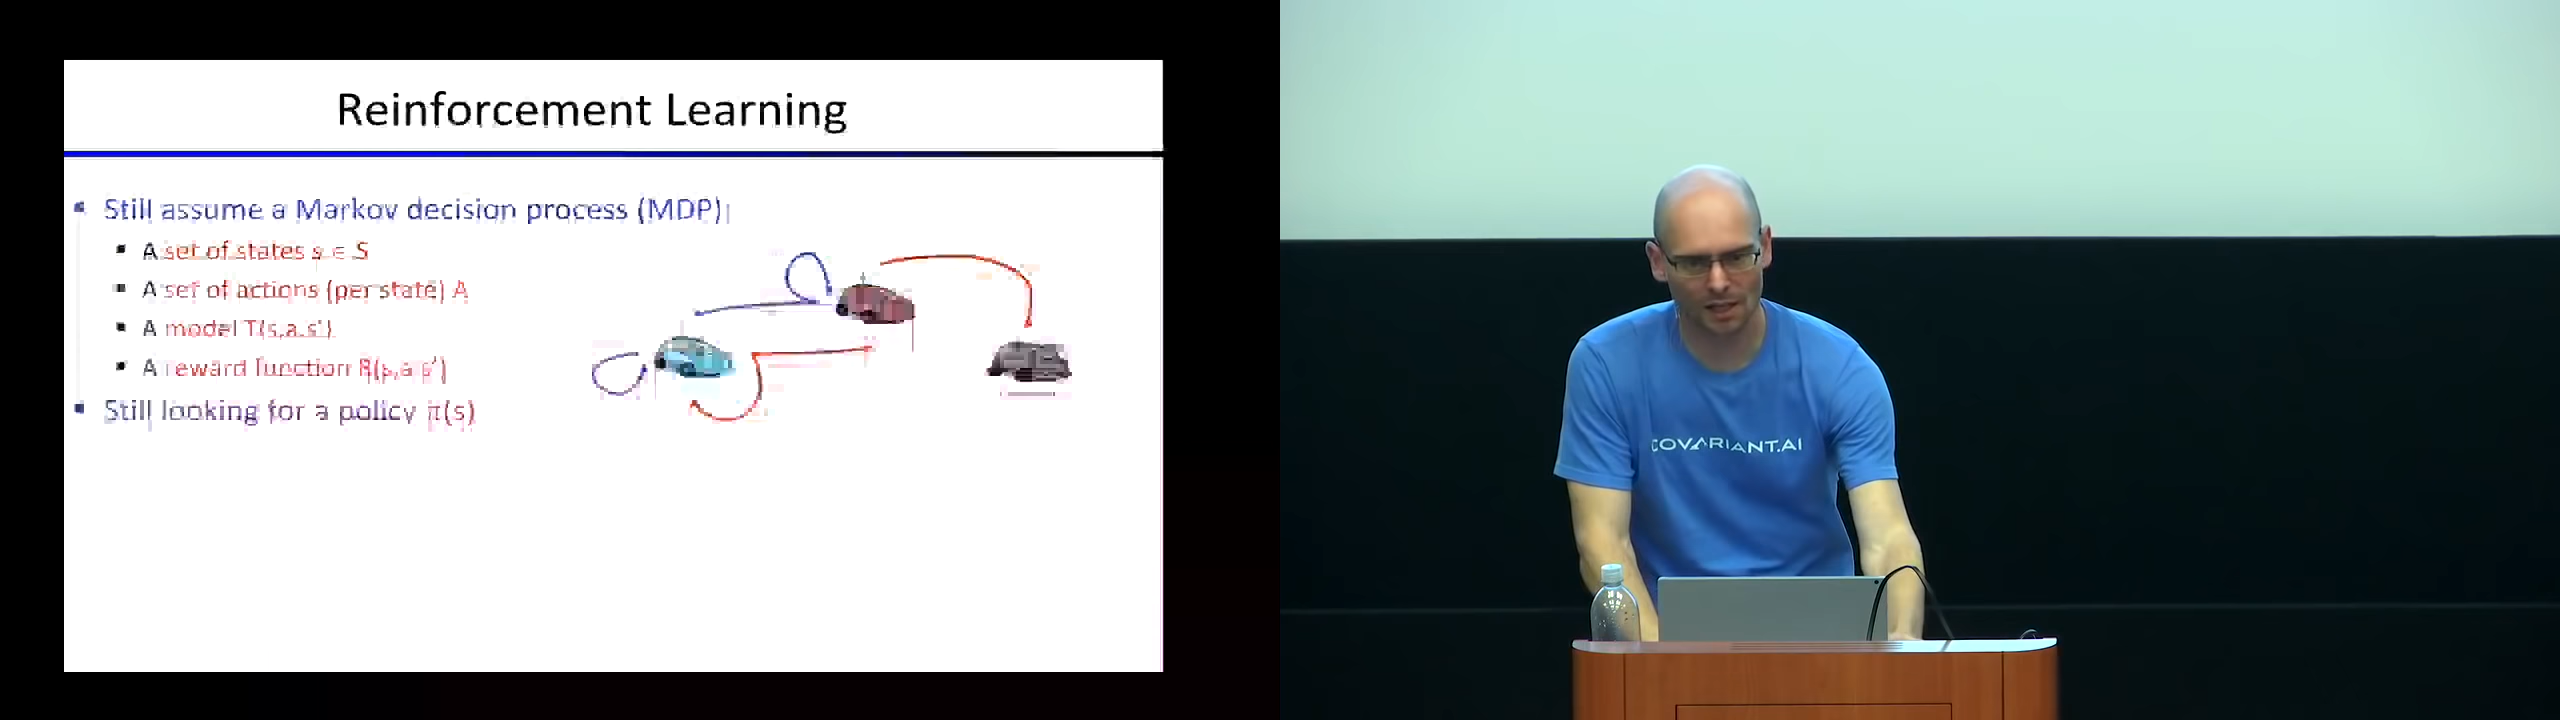 Reinforcement Learning
Still assume a Markov decision process (MDP)
A set of states s ∈ S
A set of actions (per state) A
A model T(s,a,s')
A reward function R(s,a,s')
Still looking for a policy π(s)
COVARIANT.AI